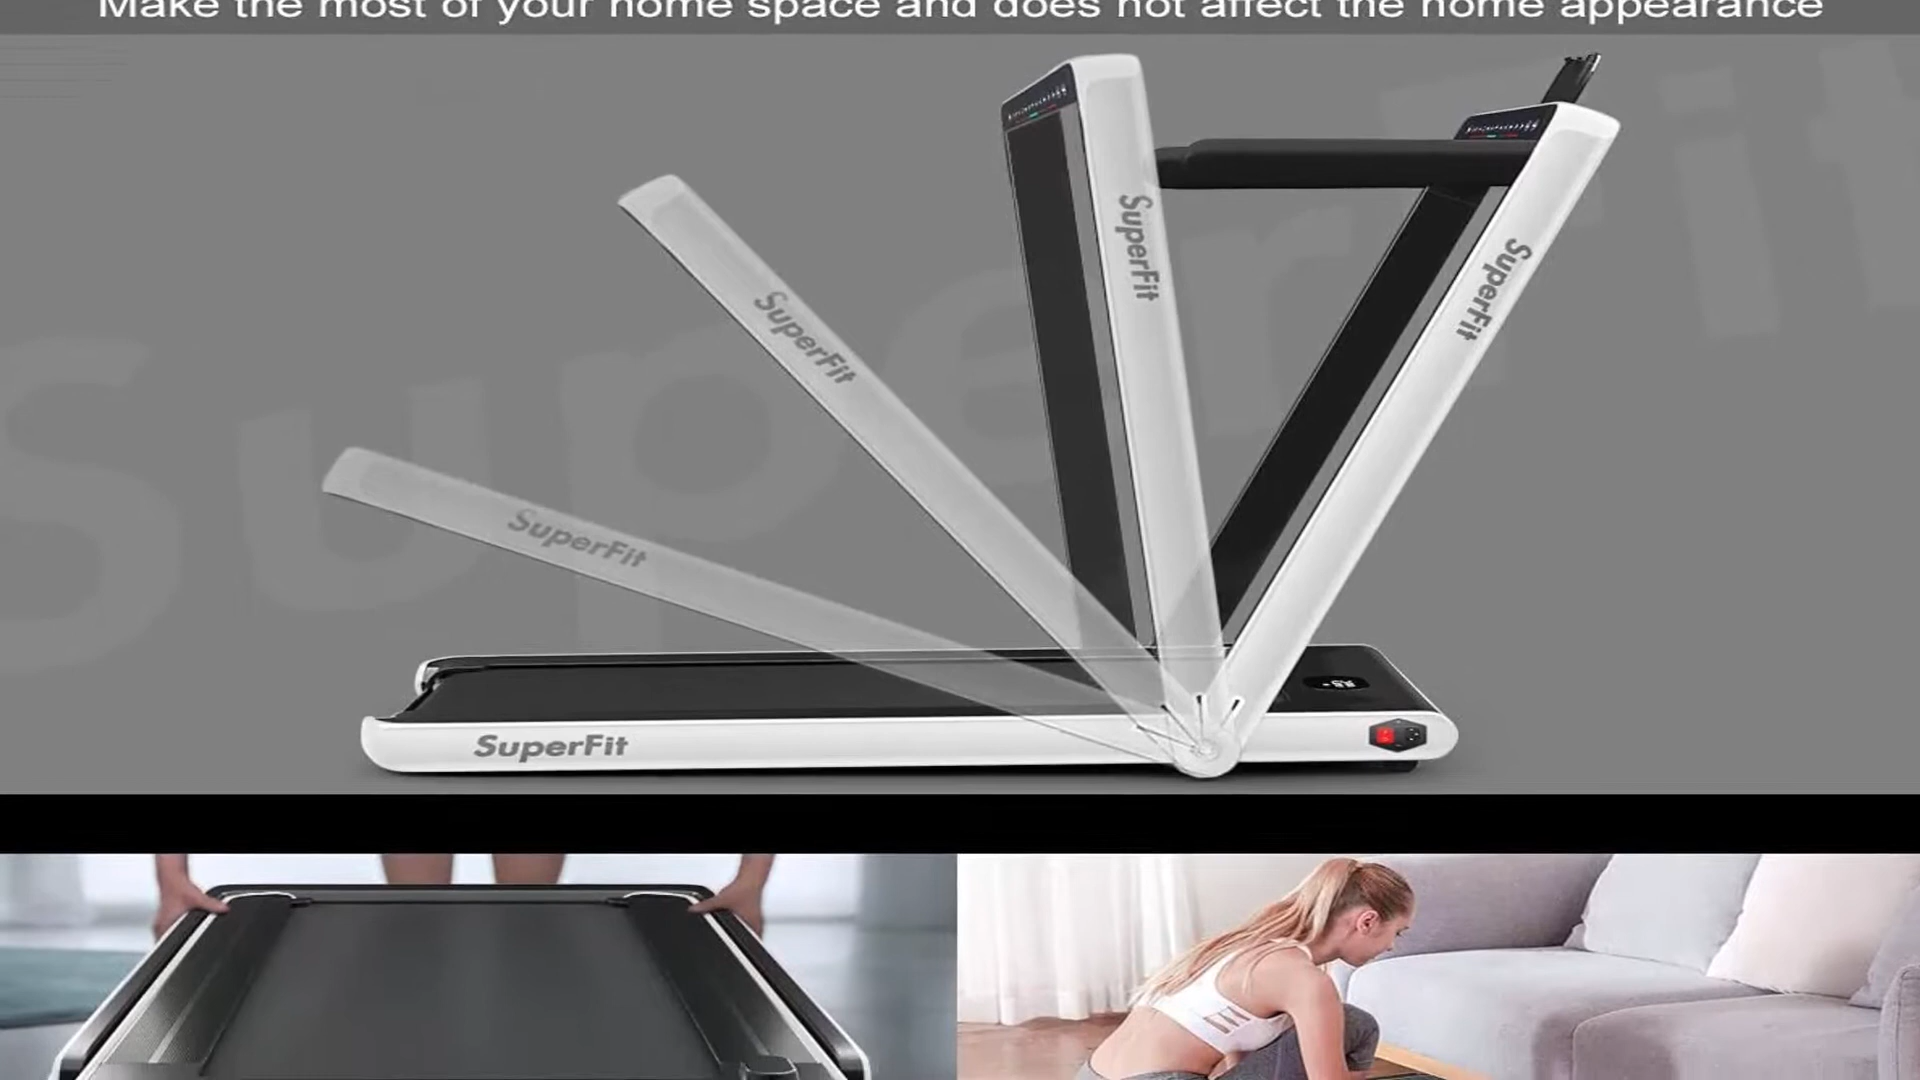 Make the most of your home space and does not affect the home appearance
SuperFit
SuperFit
SuperFit
SuperFit
SuperFit
SuperFit